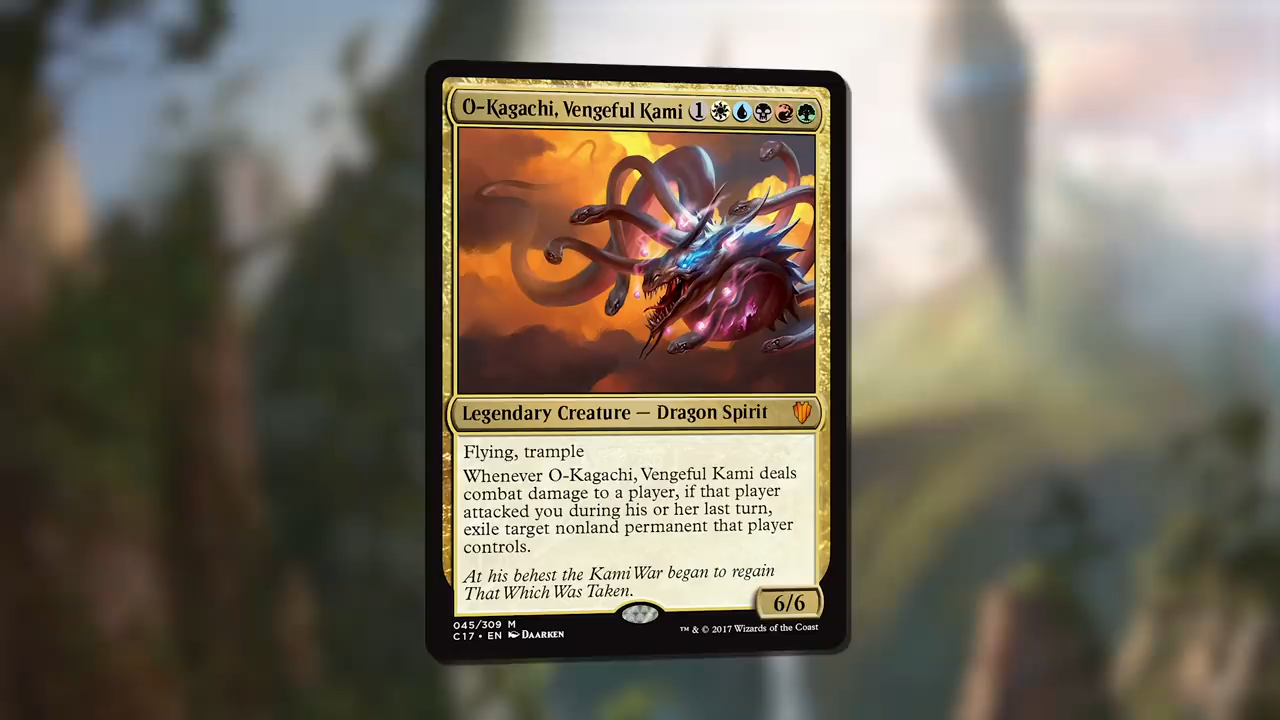 O-Kagachi, Vengeful Kami 1
Legendary Creature — Dragon Spirit
Flying, trample
Whenever O-Kagachi, Vengeful Kami deals
combat damage to a player, if that player
attacked you during his or her last turn,
exile target nonland permanent that player
controls.
At his behest the Kami War began to regain
That Which Was Taken.
6/6
045/309 M
C17 • EN DAARKEN
™ & © 2017 Wizards of the Coast